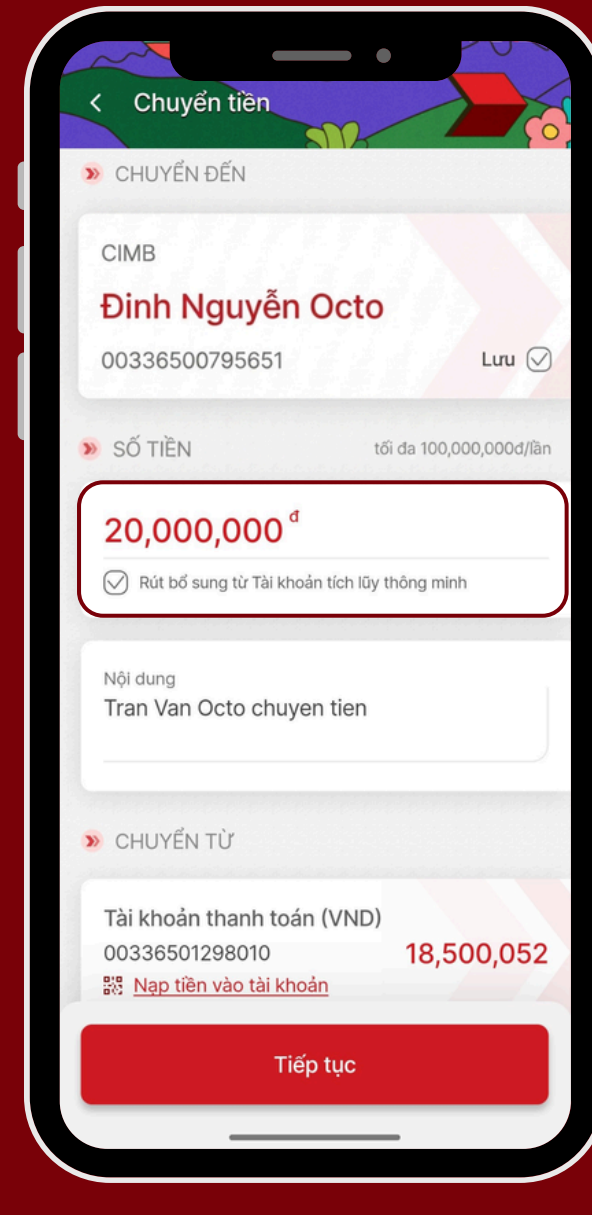 Chuyển tiền
CHUYỂN ĐẾN
CIMB
Đinh Nguyễn Octo
00336500795651
Lưu
SỐ TIỀN
tối đa 100,000,000đ/lần
20,000,000 đ
Rút bổ sung từ Tài khoản tích lũy thông minh
Nội dung
Tran Van Octo chuyen tien
CHUYỂN TỪ
Tài khoản thanh toán (VND)
00336501298010
18,500,052
Nạp tiền vào tài khoản
Tiếp tục